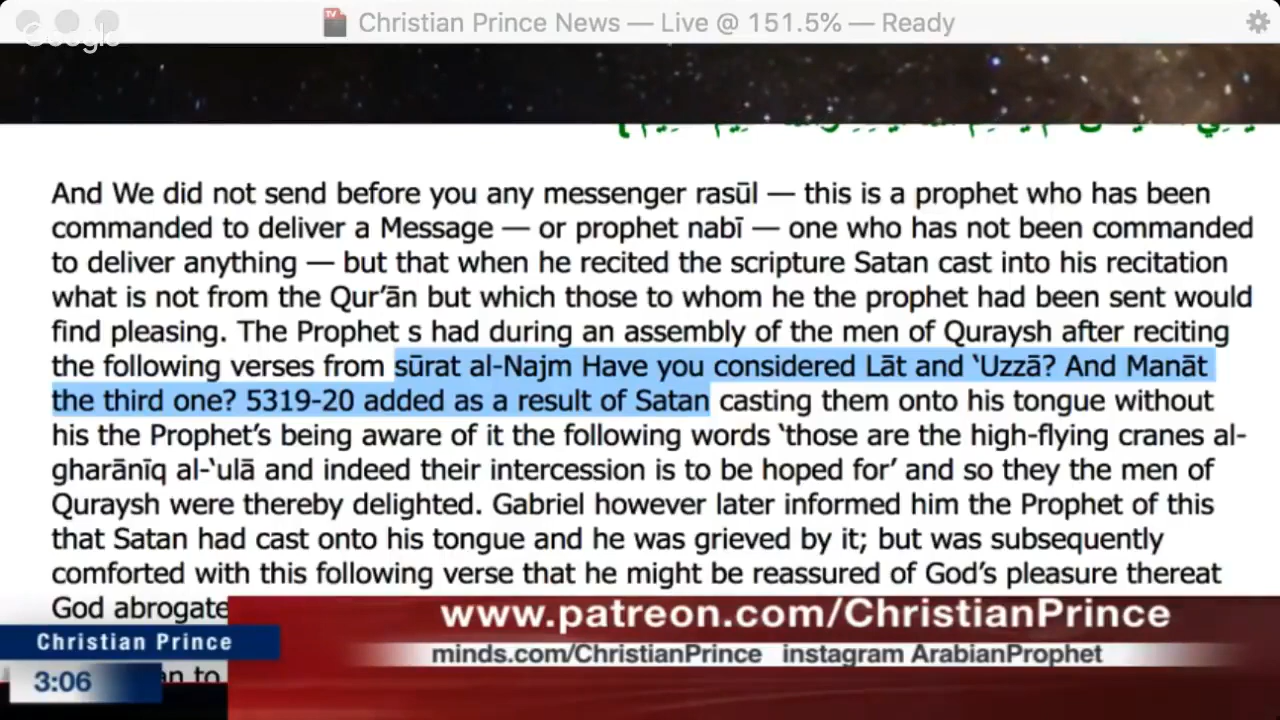 Christian Prince News — Live @ 151.5% — Ready
Google
And We did not send before you any messenger rasūl — this is a prophet who has been
commanded to deliver a Message — or prophet nabī — one who has not been commanded
to deliver anything — but that when he recited the scripture Satan cast into his recitation
what is not from the Qur’ān but which those to whom he the prophet had been sent would
find pleasing. The Prophet s had during an assembly of the men of Quraysh after reciting
the following verses from sūrat al-Najm Have you considered Lāt and ‘Uzzā? And Manāt
the third one? 5319-20 added as a result of Satan casting them onto his tongue without
his the Prophet’s being aware of it the following words ‘those are the high-flying cranes al-
gharānīq al-‘ulā and indeed their intercession is to be hoped for’ and so they the men of
Quraysh were thereby delighted. Gabriel however later informed him the Prophet of this
that Satan had cast onto his tongue and he was grieved by it; but was subsequently
comforted with this following verse that he might be reassured of God’s pleasure thereat
God abrogate
www.patreon.com/ChristianPrince
Christian Prince
minds.com/ChristianPrince instagram ArabianProphet
3:06
an to